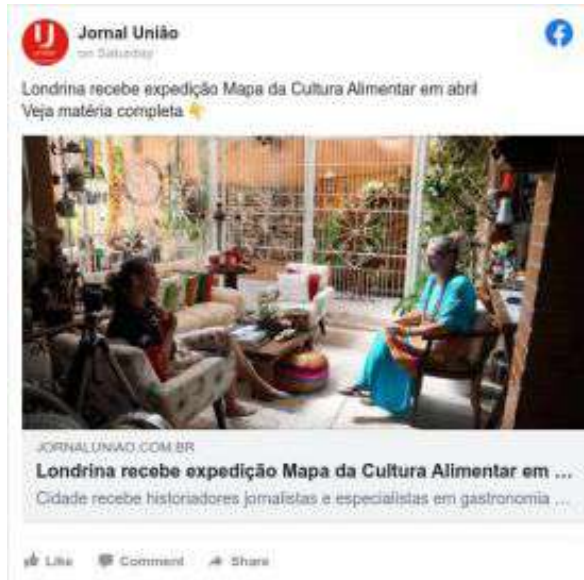 Jornal União
on Saturday
Londrina recebe expedição Mapa da Cultura Alimentar em abril
Veja matéria completa 👇
JORNALUNIAO.COM.BR
Londrina recebe expedição Mapa da Cultura Alimentar em ...
Cidade recebe historiadores jornalistas e especialistas em gastronomia ...
Like Comment Share